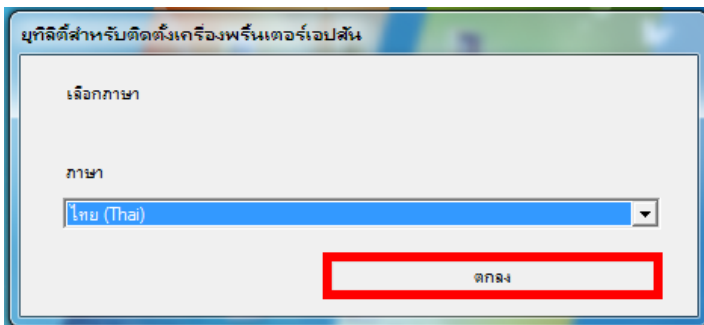 ยูทิลิตี้สำหรับติดตั้งเครื่องพริ้นเตอร์เอปสัน
เลือกภาษา
ภาษา
ไทย (Thai)
ตกลง